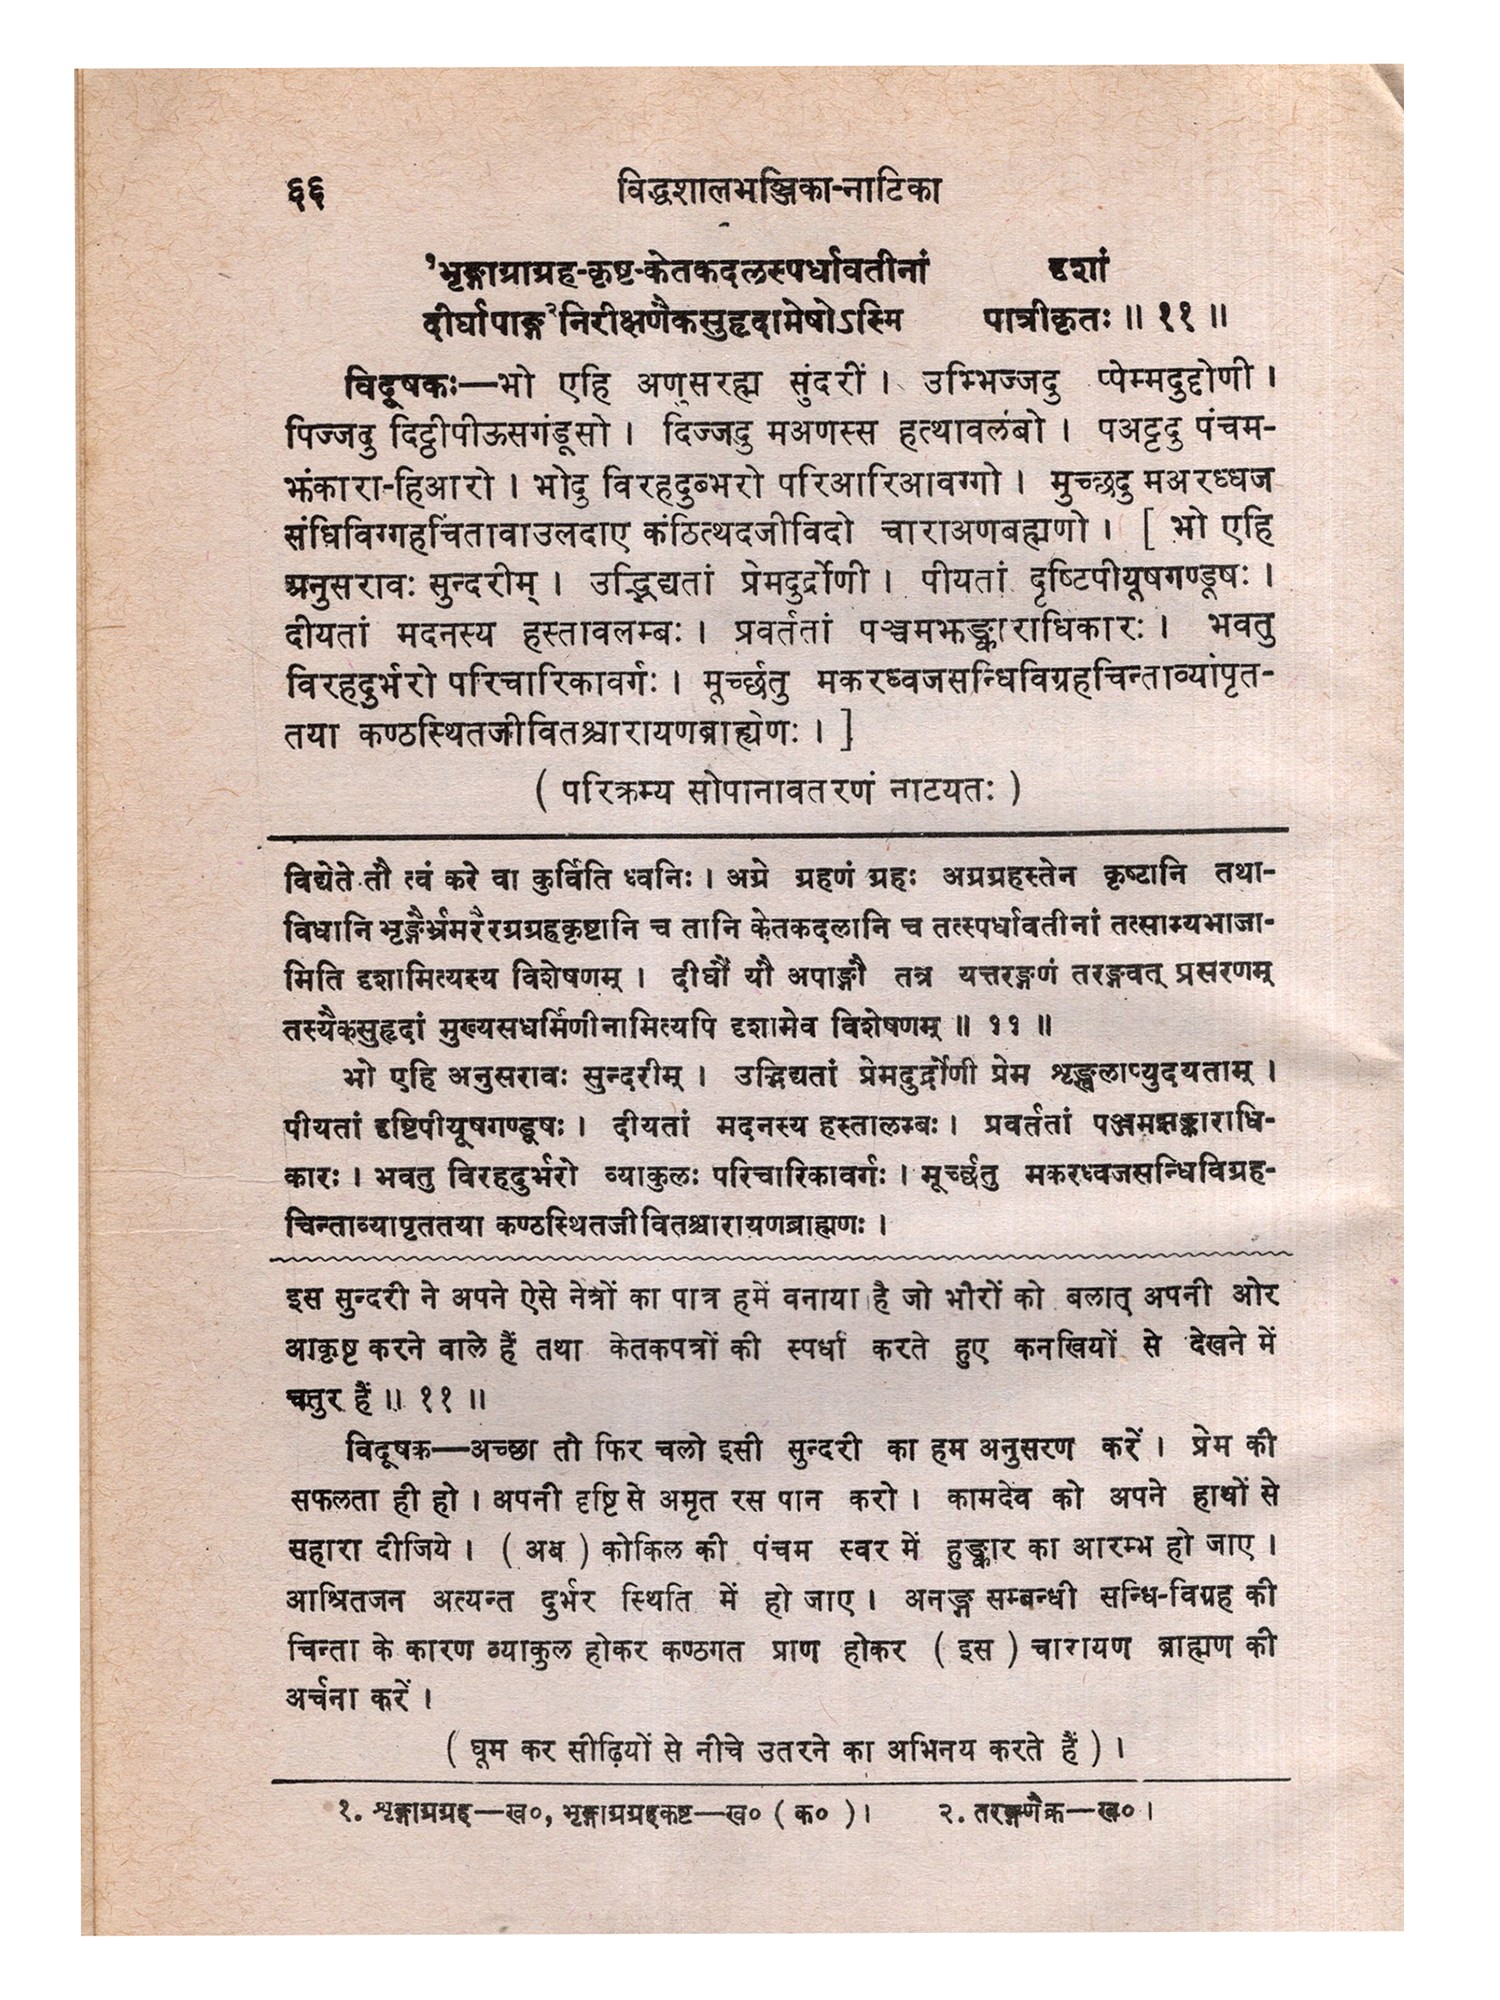 ६६ विद्धशालभञ्जिका-नाटिका
¹भृङ्गाग्राग्रह-कृष्ट-केतकदलस्पर्धावतीनां दृशां
दीर्घापाङ्ग²निरीक्षणैकसुहृदामेषोऽस्मि पात्रीकृतः ॥ ११ ॥
विदूषकः—भो एहि अणुसरह्म सुंदरीं । उब्भिज्जदु प्पेम्मदुद्दोणी ।
पिज्जदु दिट्ठीपीऊसगंडूसो । दिज्जदु मअणस्स हत्थावलंबो । पअट्टदु पंचम-
झंकारा-हिआरो । भोदु विरहदुब्भरो परिआरिआवग्गो । मुच्छदु मअरध्धज
संधिविग्गहचिंतावाउलदाए कंठित्थदजीविदो चाराअणबह्मणो । [ भो एहि
अनुसरावः सुन्दरीम् । उद्भिद्यतां प्रेमदुर्द्रोणी । पीयतां दृष्टिपीयूषगण्डूषः ।
दीयतां मदनस्य हस्तावलम्बः । प्रवर्ततां पञ्चमझङ्काराधिकारः । भवतु
विरहदुर्भरो परिचारिकावर्गः । मूर्च्छतु मकरध्वजसन्धिविग्रहचिन्ताव्यापृत-
तया कण्ठस्थितजीवितश्चारायणब्राह्येणः । ]
( परिक्रम्य सोपानावतरणं नाटयतः )
विद्येते तौ त्वं करे वा कुर्विति ध्वनिः । अग्रे ग्रहणं ग्रहः अग्रग्रहस्तेन कृष्टानि तथा-
विधानि भृङ्गैर्भ्रमरैरग्रग्रहकृष्टानि च तानि केतकदलानि च तत्स्पर्धावतीनां तत्साम्यभाजा-
मिति दृशामित्यस्य विशेषणम् । दीर्घौ यौ अपाङ्गौ तत्र यत्तरङ्गणं तरङ्गवत् प्रसरणम्
तस्यैकसुहृदां मुख्यसधर्मिणीनामित्यपि दृशामेव विशेषणम् ॥ ११ ॥
भो एहि अनुसरावः सुन्दरीम् । उद्भिद्यतां प्रेमदुर्द्रोणी प्रेम शृङ्खलाप्युदयताम् ।
पीयतां दृष्टिपीयूषगण्डूषः । दीयतां मदनस्य हस्तालम्बः । प्रवर्ततां पञ्चमझङ्काराधि-
कारः । भवतु विरहदुर्भरो व्याकुलः परिचारिकावर्गः । मूर्च्छतु मकरध्वजसन्धिविग्रह-
चिन्ताव्यापृततया कण्ठस्थितजीवितश्चारायणब्राह्मणः ।
इस सुन्दरी ने अपने ऐसे नेत्रों का पात्र हमें वनाया है जो भौरों को बलात् अपनी ओर
आकृष्ट करने वाले हैं तथा केतकपत्रों की स्पर्धा करते हुए कनखियों से देखने में
चतुर हैं ॥ ११ ॥
विदूषक—अच्छा तो फिर चलो इसी सुन्दरी का हम अनुसरण करें । प्रेम की
सफलता ही हो । अपनी दृष्टि से अमृत रस पान करो । कामदेव को अपने हाथों से
सहारा दीजिये । ( अब ) कोकिल की पंचम स्वर में हुङ्कार का आरम्भ हो जाए ।
आश्रितजन अत्यन्त दुर्भर स्थिति में हो जाए । अनङ्ग सम्बन्धी सन्धि-विग्रह की
चिन्ता के कारण व्याकुल होकर कण्ठगत प्राण होकर ( इस ) चारायण ब्राह्मण की
अर्चना करें ।
( घूम कर सीढ़ियों से नीचे उतरने का अभिनय करते हैं ) ।
१. शृङ्गाग्रग्रह—ख०, भृङ्गाग्रग्रहकष्ट—ख० ( क० ) । २. तरङ्गणैक—ख० ।